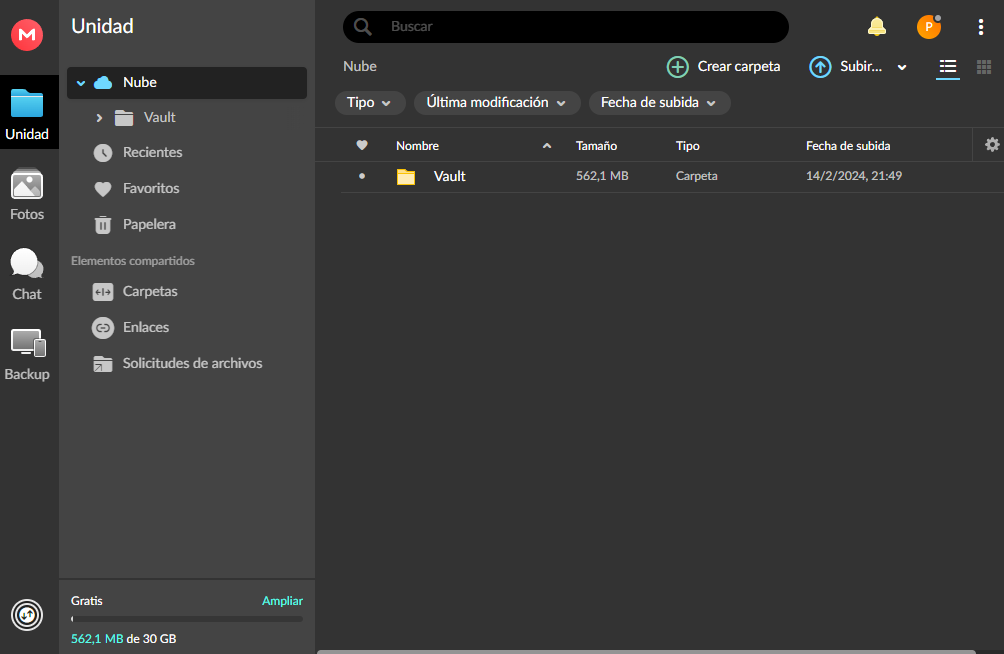 M
Unidad
Fotos
Chat
Backup
Unidad
Nube
Vault
Recientes
Favoritos
Papelera
Elementos compartidos
Carpetas
Enlaces
Solicitudes de archivos
Gratis Ampliar
562,1 MB de 30 GB
Buscar
P
Nube Crear carpeta Subir...
Tipo Última modificación Fecha de subida
Nombre Tamaño Tipo Fecha de subida
Vault 562,1 MB Carpeta 14/2/2024, 21:49